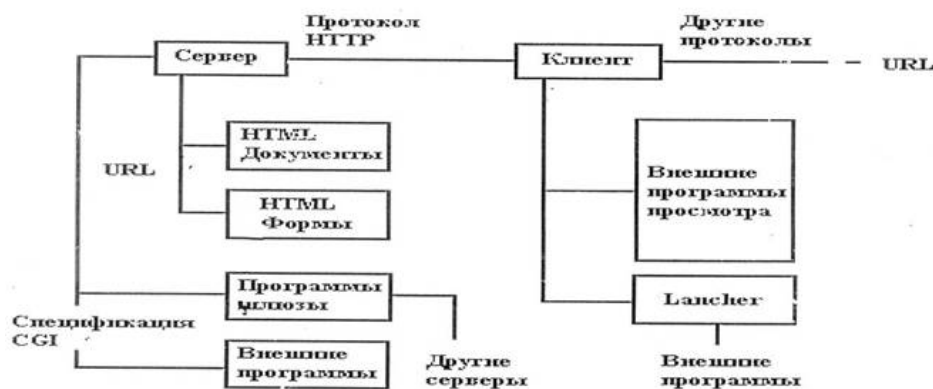 Протокол
HTTP
Другие
протоколы
Сервер
Клиент
URL
HTML
Документы
URL
HTML
Формы
Внешние
программы
просмотра
Программы
шлюзы
Lancher
Спецификация
CGI
Внешние
программы
Другие
серверы
Внешние
программы